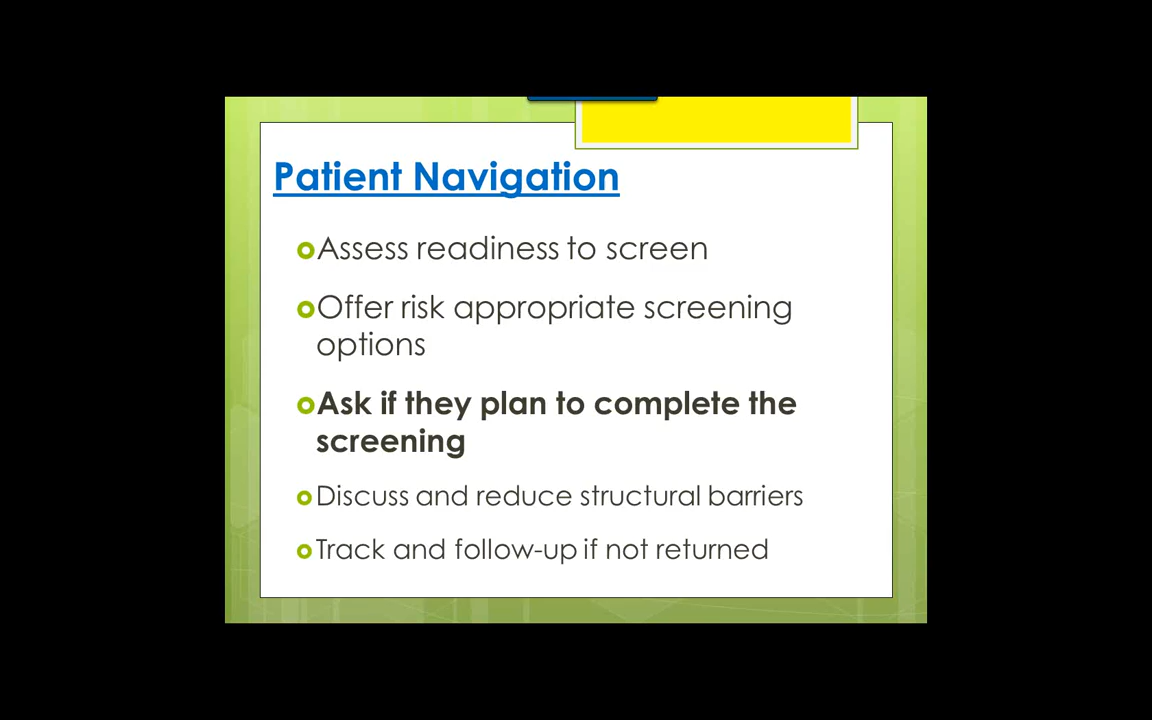 Patient Navigation
Assess readiness to screen
Offer risk appropriate screening
options
Ask if they plan to complete the
screening
Discuss and reduce structural barriers
Track and follow-up if not returned